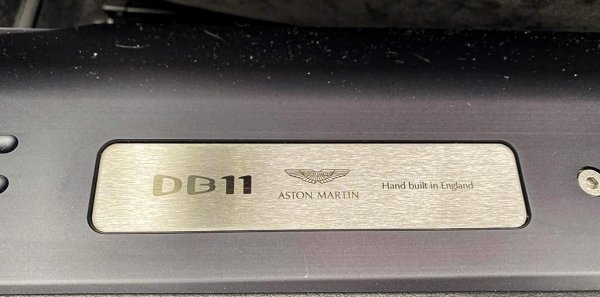 DB11
ASTON MARTIN
Hand built in England